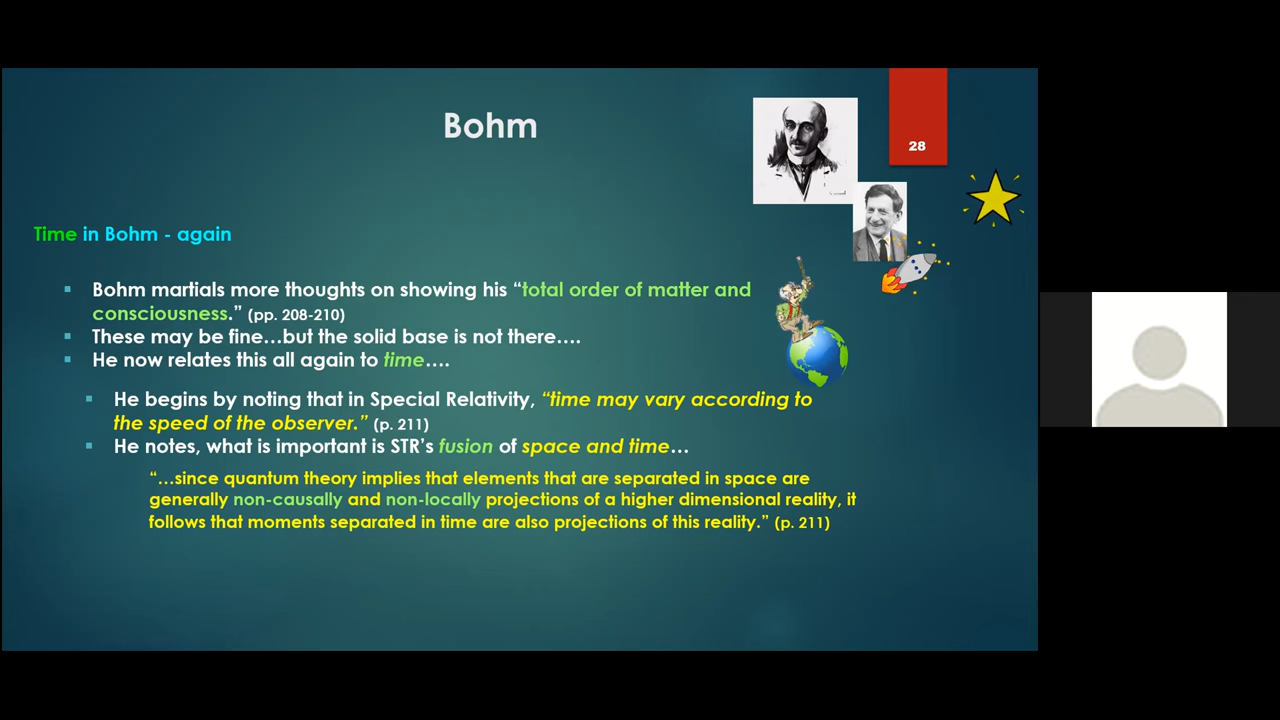 Bohm
28
Time in Bohm - again
Bohm martials more thoughts on showing his “total order of matter and
consciousness.” (pp. 208-210)
These may be fine…but the solid base is not there….
He now relates this all again to time….
He begins by noting that in Special Relativity, “time may vary according to
the speed of the observer.” (p. 211)
He notes, what is important is STR’s fusion of space and time…
“…since quantum theory implies that elements that are separated in space are
generally non-causally and non-locally projections of a higher dimensional reality, it
follows that moments separated in time are also projections of this reality.” (p. 211)